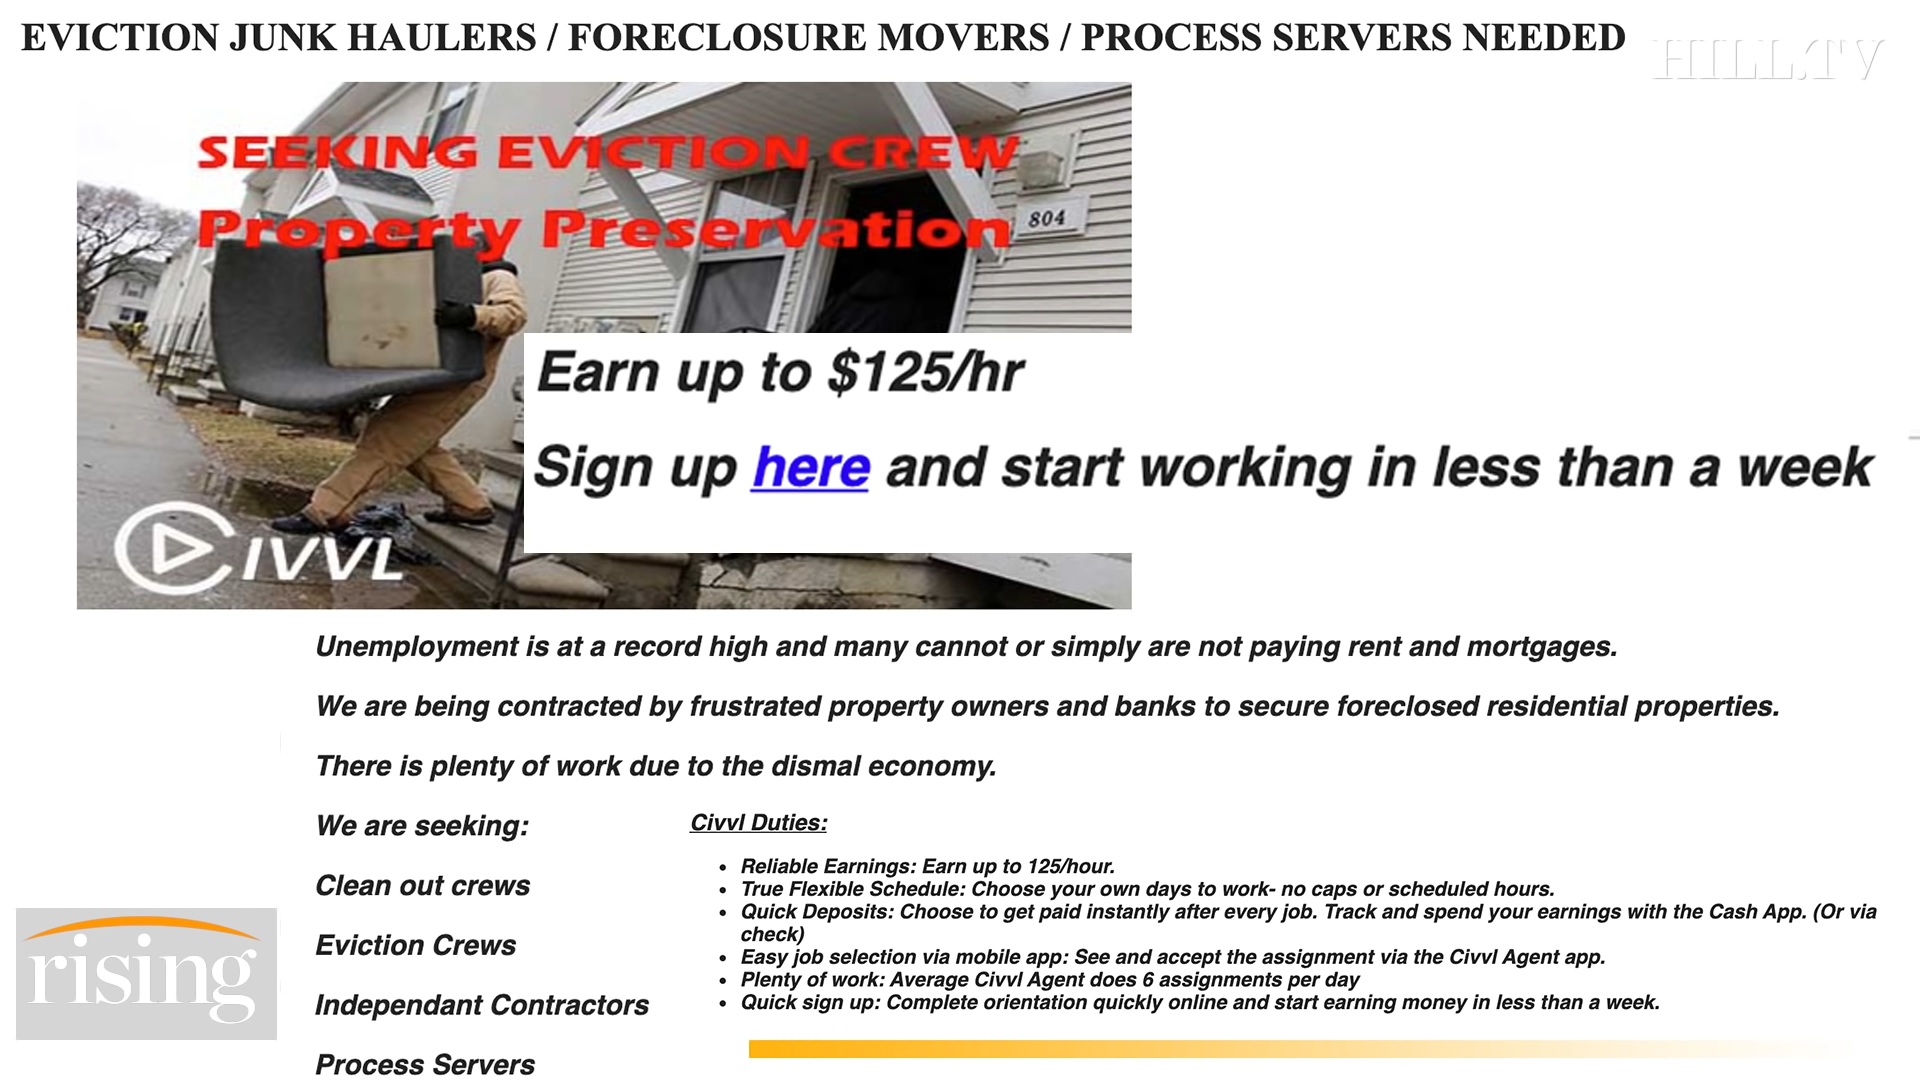 EVICTION JUNK HAULERS / FORECLOSURE MOVERS / PROCESS SERVERS NEEDED
HILL.TV
SEEKING EVICTION CREW
Property Preservation
804
Earn up to $125/hr
Sign up here and start working in less than a week
CIVVL
Unemployment is at a record high and many cannot or simply are not paying rent and mortgages.
We are being contracted by frustrated property owners and banks to secure foreclosed residential properties.
There is plenty of work due to the dismal economy.
We are seeking:
Clean out crews
Eviction Crews
Independant Contractors
Process Servers
Civvl Duties:
• Reliable Earnings: Earn up to 125/hour.
• True Flexible Schedule: Choose your own days to work- no caps or scheduled hours.
• Quick Deposits: Choose to get paid instantly after every job. Track and spend your earnings with the Cash App. (Or via
check)
• Easy job selection via mobile app: See and accept the assignment via the Civvl Agent app.
• Plenty of work: Average Civvl Agent does 6 assignments per day
• Quick sign up: Complete orientation quickly online and start earning money in less than a week.
rising